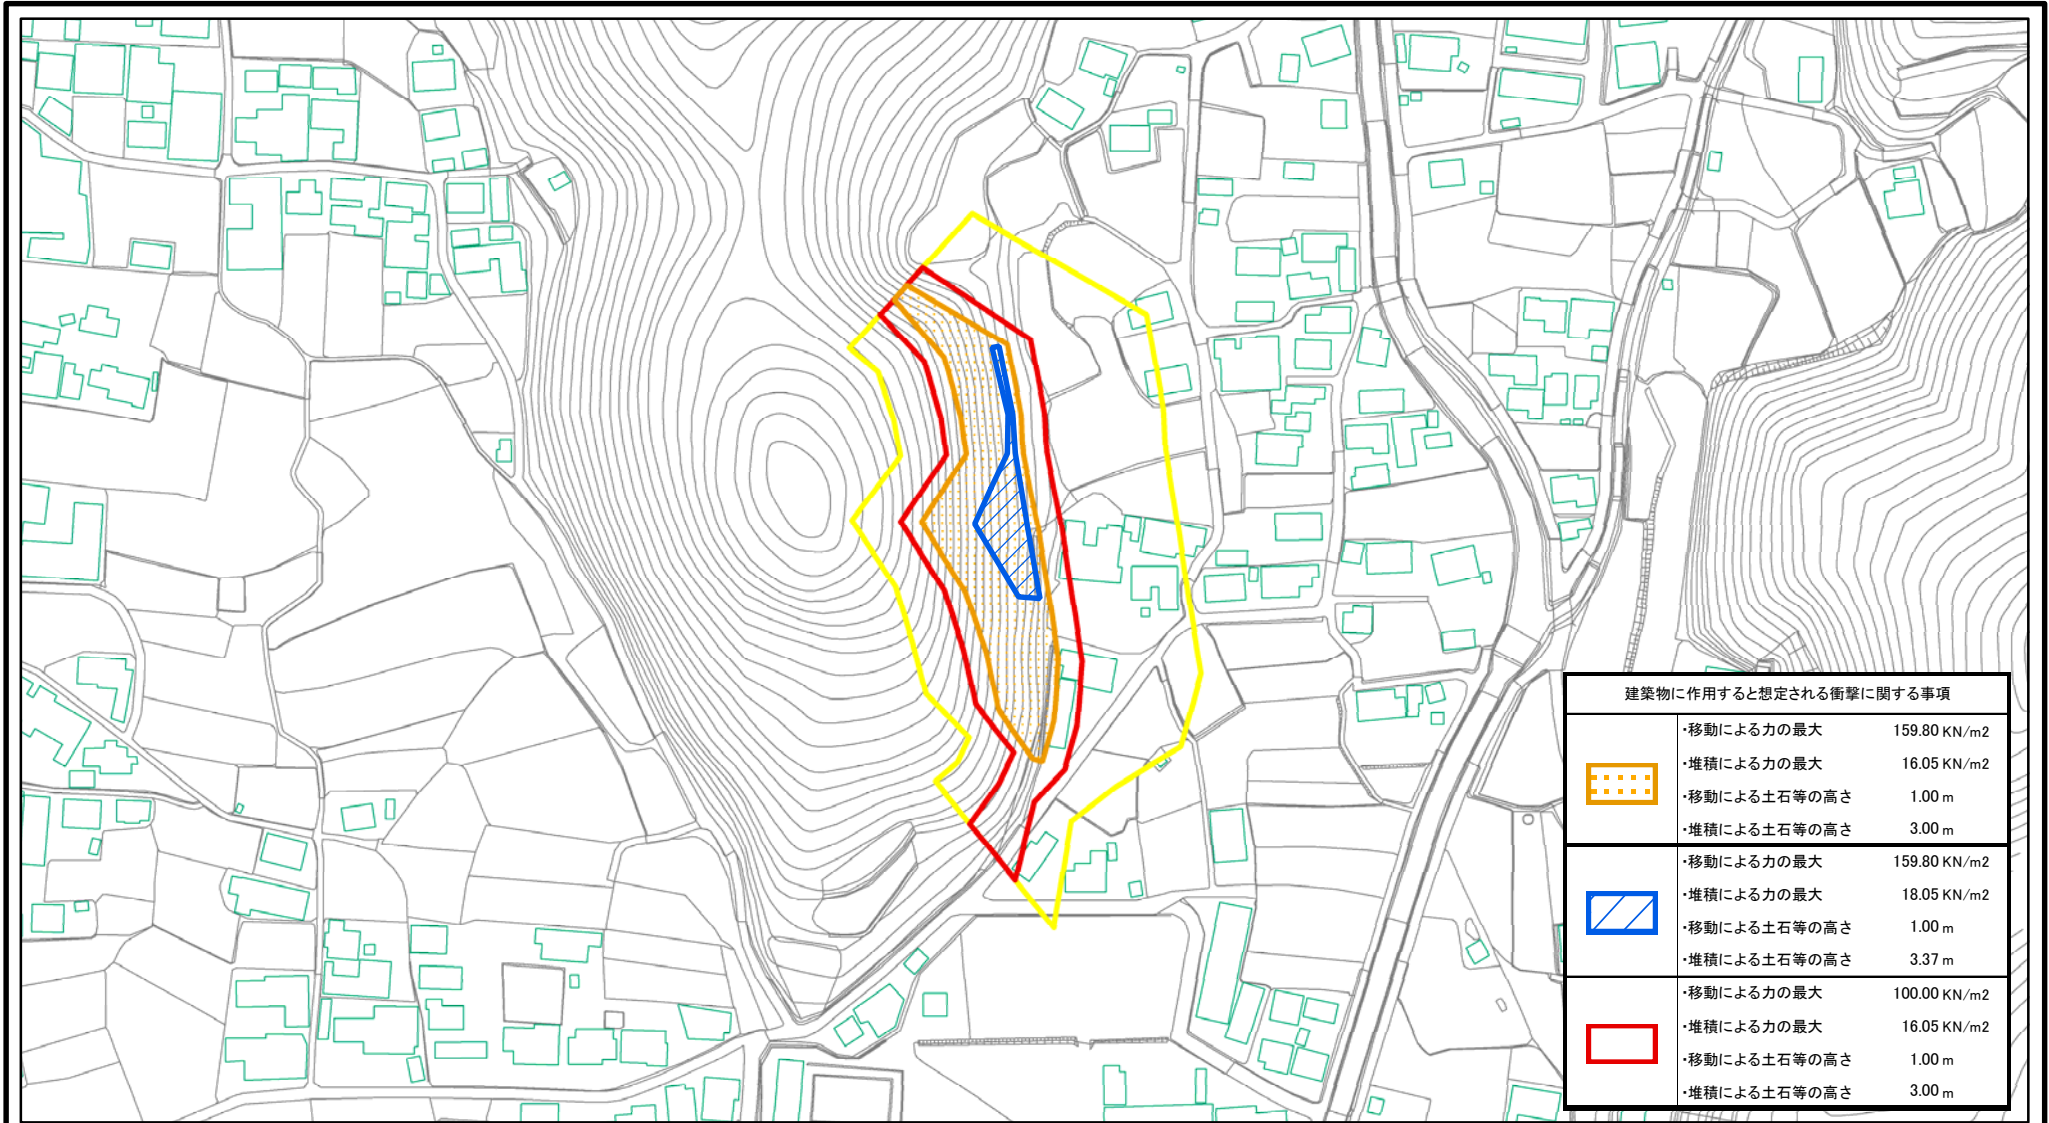 建築物に作用すると想定される衝撃に関する事項
・移動による力の最大 159.80 KN/m2
・堆積による力の最大 16.05 KN/m2
・移動による土石等の高さ 1.00 m
・堆積による土石等の高さ 3.00 m
・移動による力の最大 159.80 KN/m2
・堆積による力の最大 18.05 KN/m2
・移動による土石等の高さ 1.00 m
・堆積による土石等の高さ 3.37 m
・移動による力の最大 100.00 KN/m2
・堆積による力の最大 16.05 KN/m2
・移動による土石等の高さ 1.00 m
・堆積による土石等の高さ 3.00 m